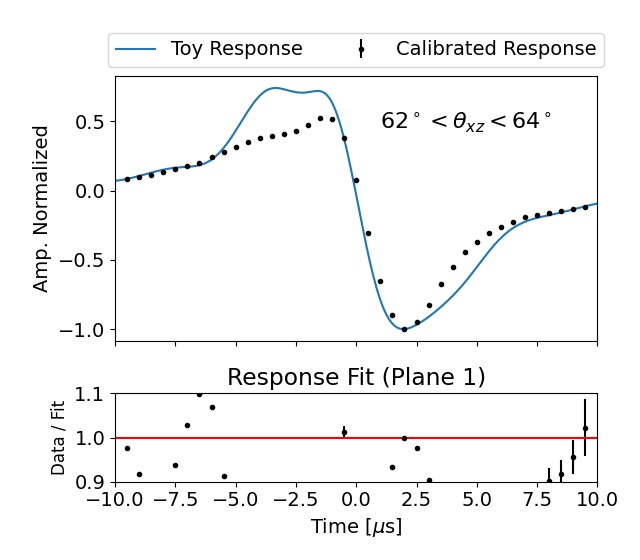 Toy Response Calibrated Response
62° < θxz < 64°
Amp. Normalized
0.5
0.0
−0.5
−1.0
Response Fit (Plane 1)
Data / Fit
1.1
1.0
0.9
−10.0 −7.5 −5.0 −2.5 0.0 2.5 5.0 7.5 10.0
Time [μs]